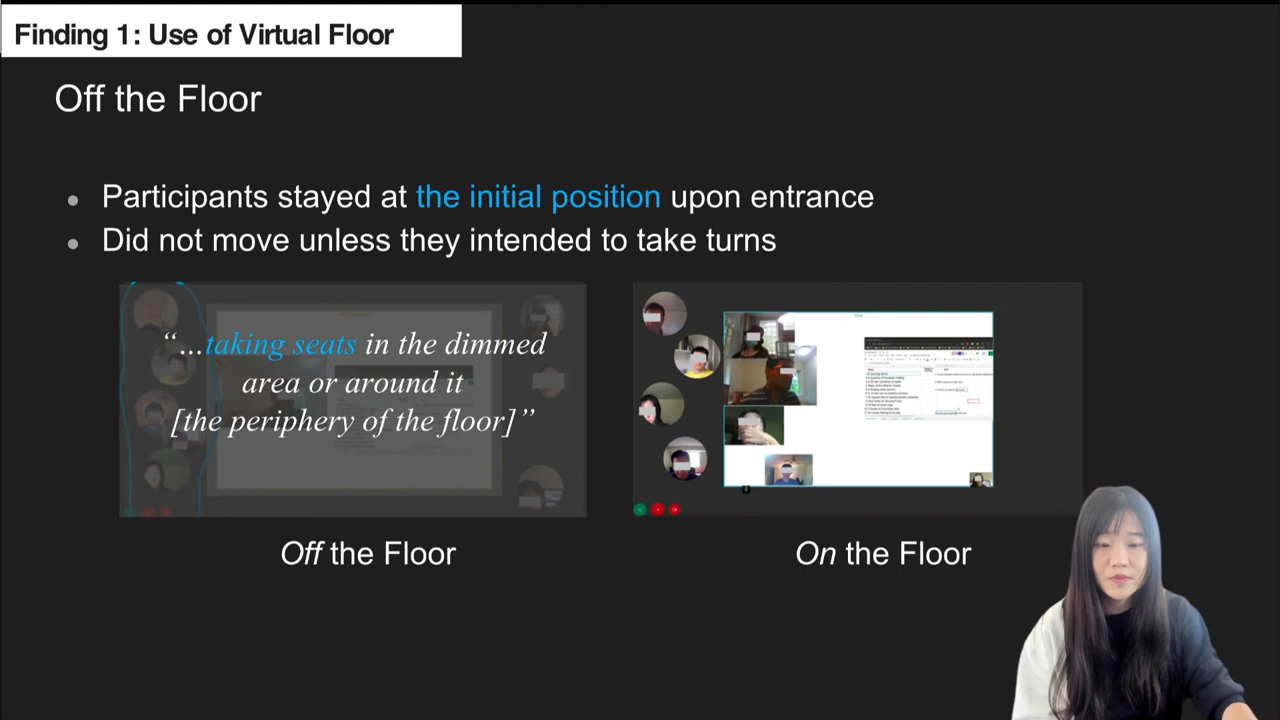 Finding 1: Use of Virtual Floor
Off the Floor
Participants stayed at the initial position upon entrance
Did not move unless they intended to take turns
“...taking seats in the dimmed
area or around it
[the periphery of the floor]”
Floor
Off the Floor
On the Floor